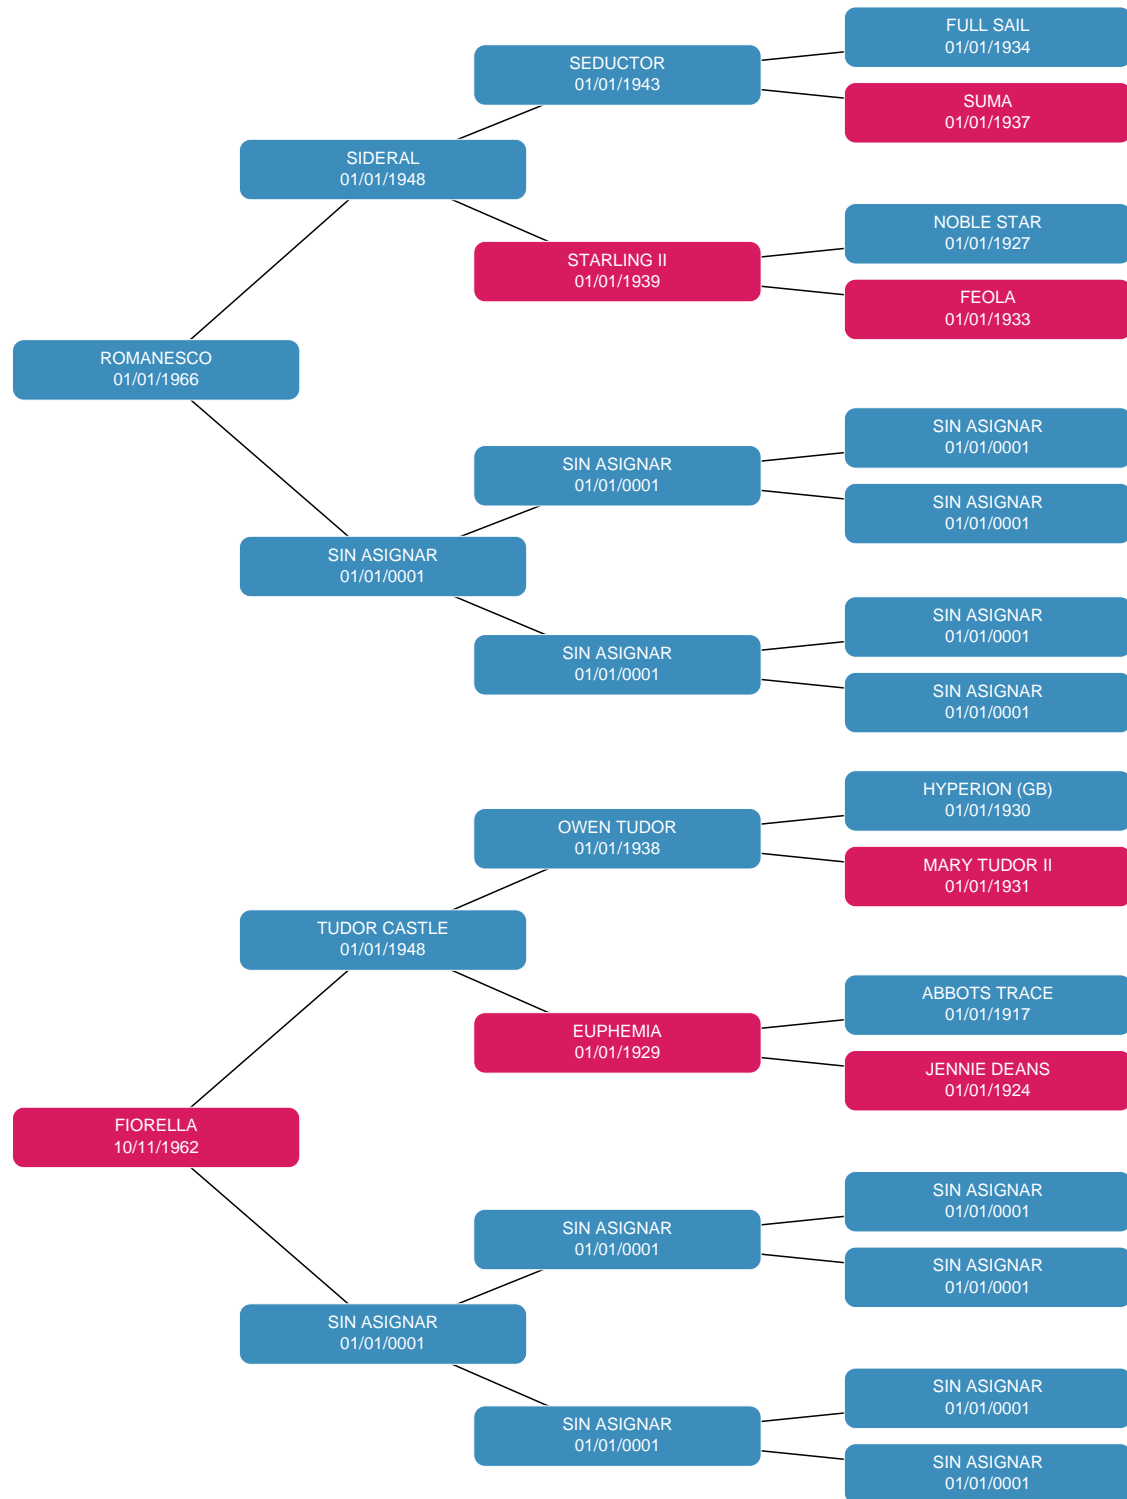 FULL SAIL
01/01/1934
SEDUCTOR
01/01/1943
SUMA
01/01/1937
SIDERAL
01/01/1948
NOBLE STAR
01/01/1927
STARLING II
01/01/1939
FEOLA
01/01/1933
ROMANESCO
01/01/1966
SIN ASIGNAR
01/01/0001
SIN ASIGNAR
01/01/0001
SIN ASIGNAR
01/01/0001
SIN ASIGNAR
01/01/0001
SIN ASIGNAR
01/01/0001
SIN ASIGNAR
01/01/0001
SIN ASIGNAR
01/01/0001
HYPERION (GB)
01/01/1930
OWEN TUDOR
01/01/1938
MARY TUDOR II
01/01/1931
TUDOR CASTLE
01/01/1948
ABBOTS TRACE
01/01/1917
EUPHEMIA
01/01/1929
JENNIE DEANS
01/01/1924
FIORELLA
10/11/1962
SIN ASIGNAR
01/01/0001
SIN ASIGNAR
01/01/0001
SIN ASIGNAR
01/01/0001
SIN ASIGNAR
01/01/0001
SIN ASIGNAR
01/01/0001
SIN ASIGNAR
01/01/0001
SIN ASIGNAR
01/01/0001